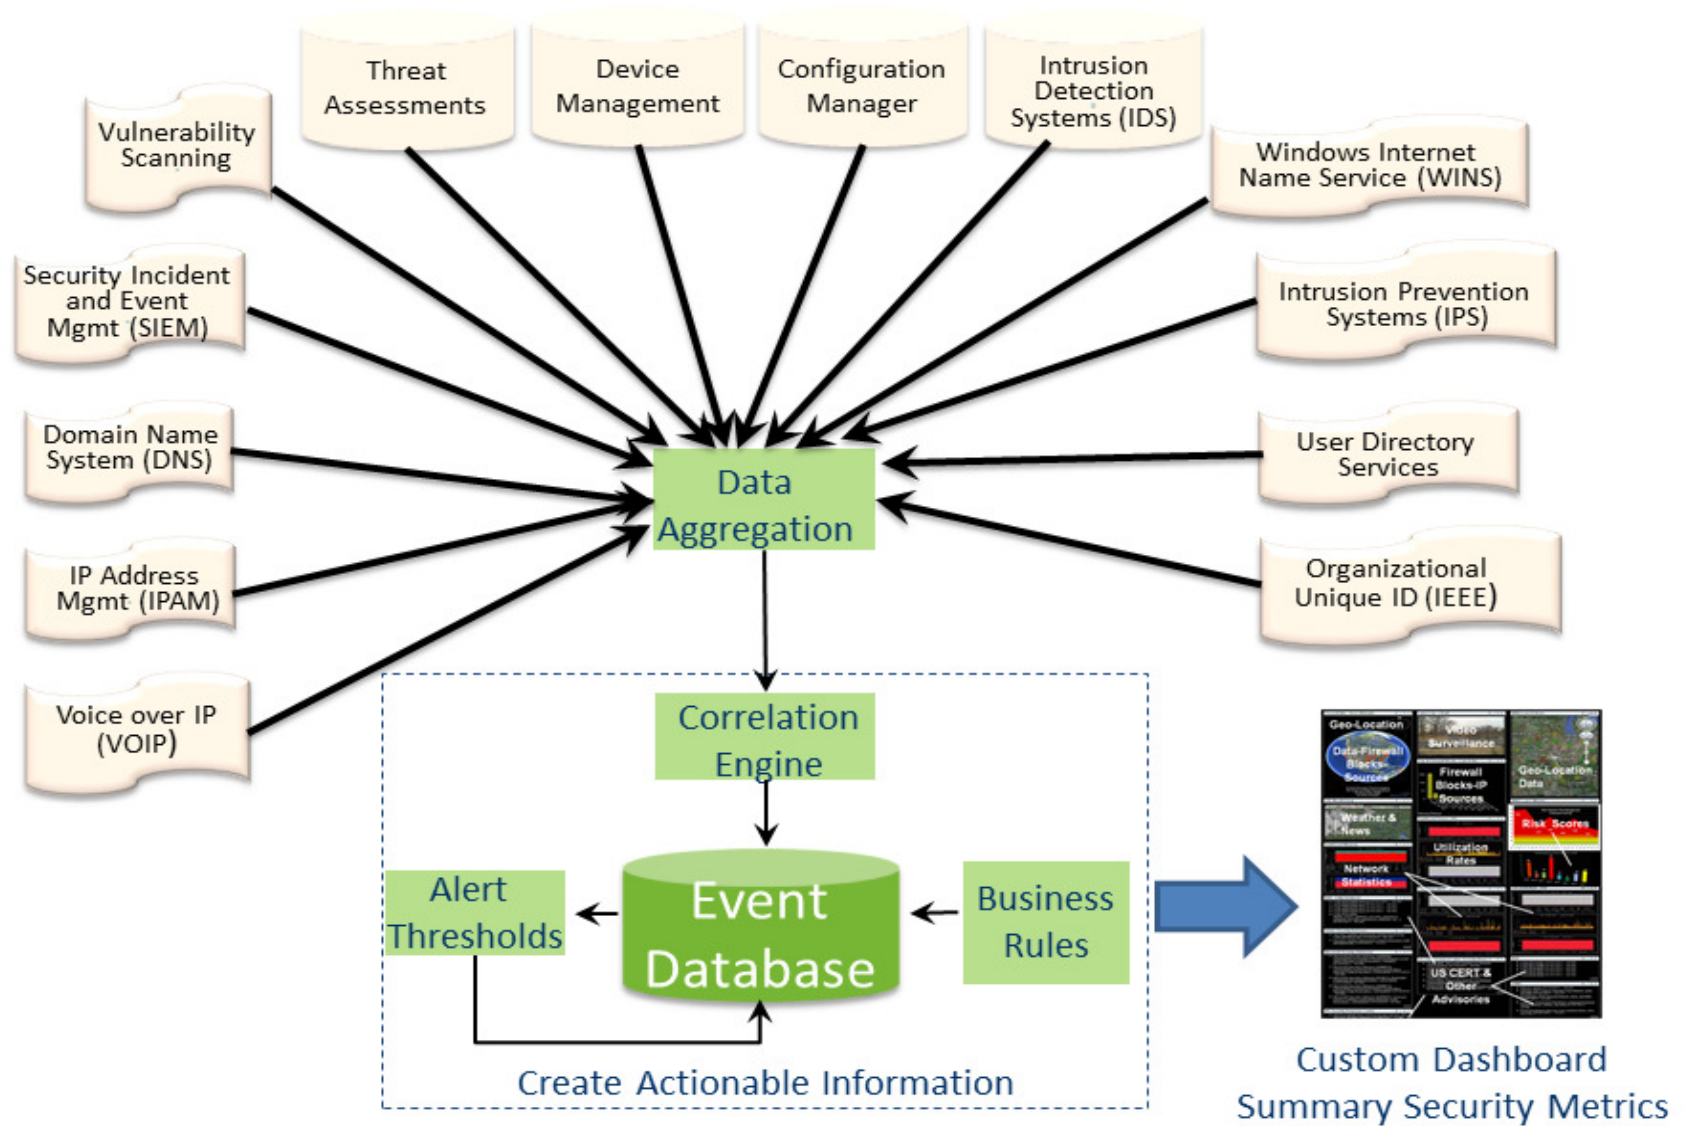 Threat
Assessments
Device
Management
Configuration
Manager
Intrusion
Detection
Systems (IDS)
Vulnerability
Scanning
Windows Internet
Name Service (WINS)
Security Incident
and Event
Mgmt (SIEM)
Intrusion Prevention
Systems (IPS)
Domain Name
System (DNS)
User Directory
Services
Data
Aggregation
IP Address
Mgmt (IPAM)
Organizational
Unique ID (IEEE)
Voice over IP
(VOIP)
Correlation
Engine
Alert
Thresholds
Event
Database
Business
Rules
Create Actionable Information
Geo-Location
Data-Firewall
Blocks-
Sources
Video
Surveillance
Geo-Location
Data
Firewall
Blocks-IP
Sources
Weather &
News
Risk Scores
Utilization
Rates
Network
Statistics
US CERT &
Other
Advisories
Custom Dashboard
Summary Security Metrics